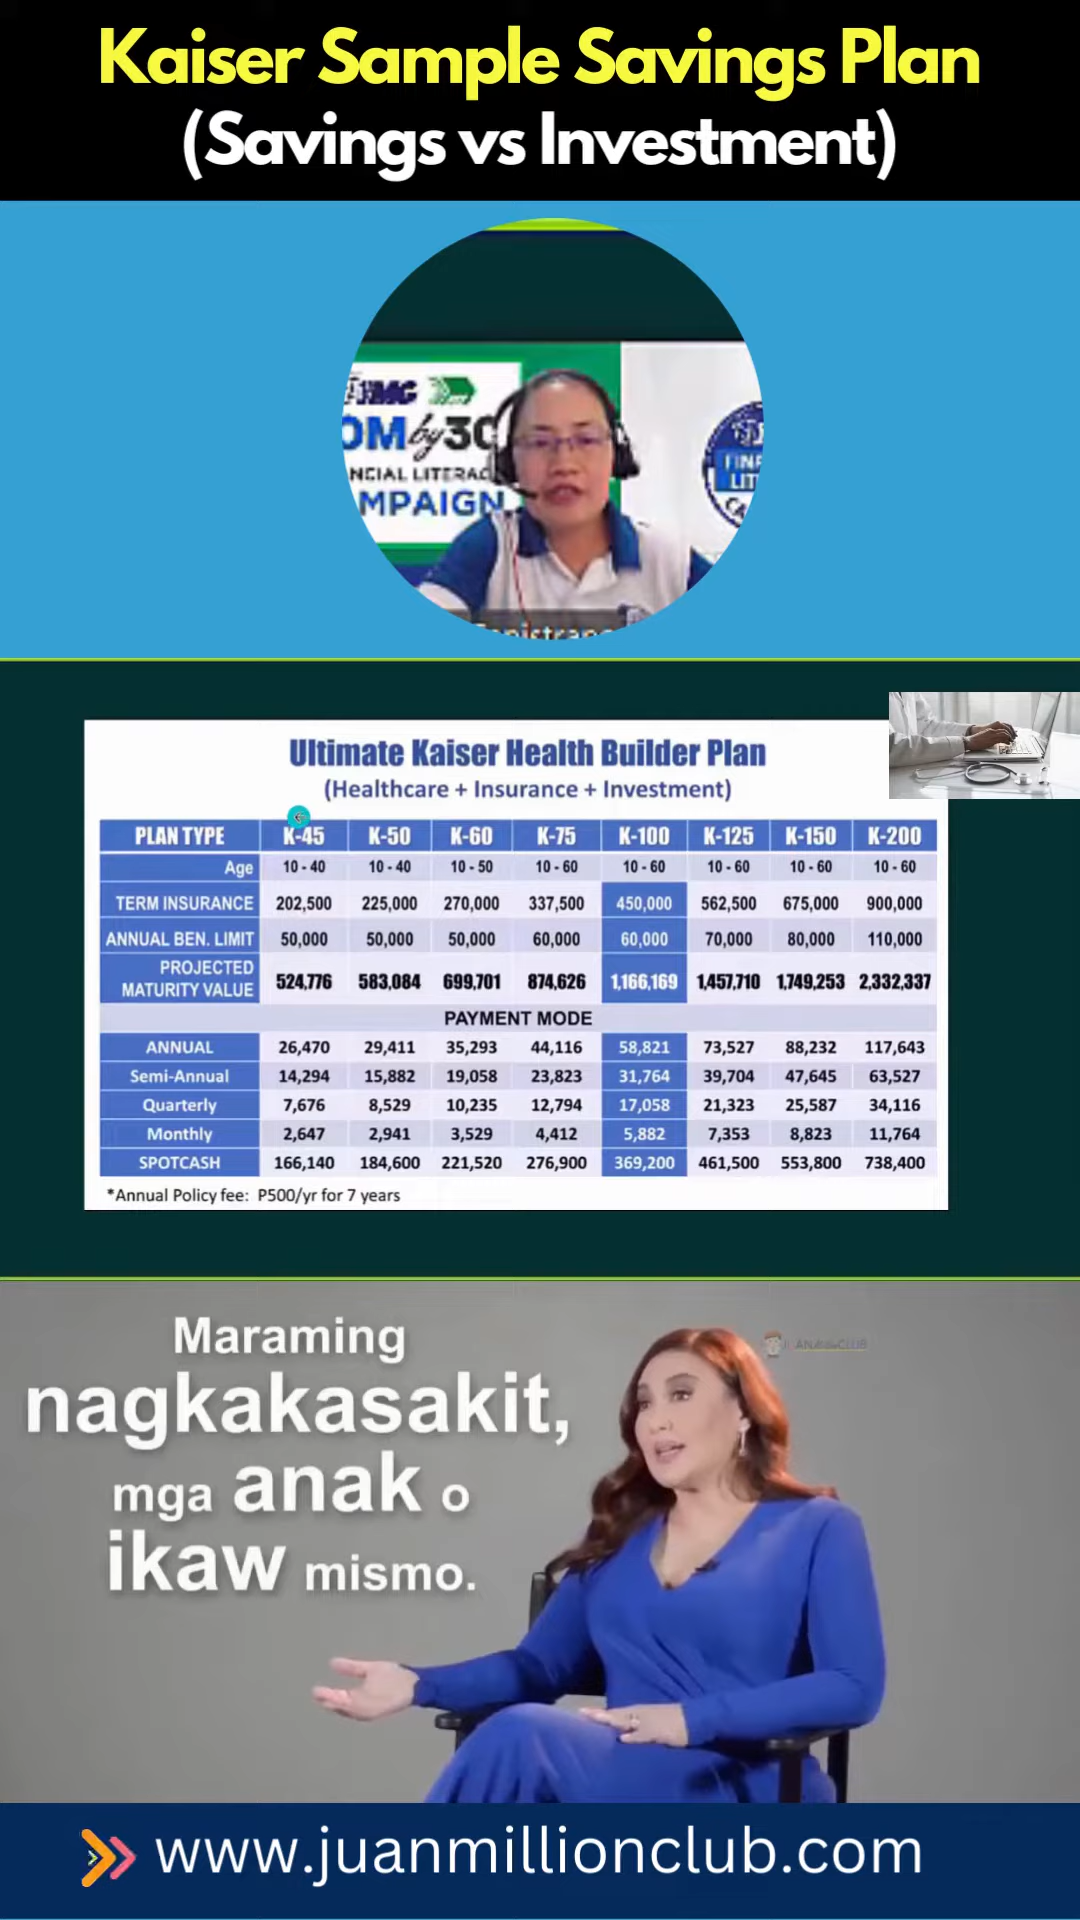 Kaiser Sample Savings Plan
(Savings vs Investment)
by 30
MPAIGN
Ultimate Kaiser Health Builder Plan
(Healthcare + Insurance + Investment)
PLAN TYPE K-45 K-50 K-60 K-75 K-100 K-125 K-150 K-200
Age 10 - 40 10 - 40 10 - 50 10 - 60 10 - 60 10 - 60 10 - 60 10 - 60
TERM INSURANCE 202,500 225,000 270,000 337,500 450,000 562,500 675,000 900,000
ANNUAL BEN. LIMIT 50,000 50,000 50,000 60,000 60,000 70,000 80,000 110,000
PROJECTED
MATURITY VALUE 524,776 583,084 699,701 874,626 1,166,169 1,457,710 1,749,253 2,332,337
PAYMENT MODE
ANNUAL 26,470 29,411 35,293 44,116 58,821 73,527 88,232 117,643
Semi-Annual 14,294 15,882 19,058 23,823 31,764 39,704 47,645 63,527
Quarterly 7,676 8,529 10,235 12,794 17,058 21,323 25,587 34,116
Monthly 2,647 2,941 3,529 4,412 5,882 7,353 8,823 11,764
SPOTCASH 166,140 184,600 221,520 276,900 369,200 461,500 553,800 738,400
*Annual Policy fee: P500/yr for 7 years
Maraming
nagkakasakit,
mga anak o
ikaw mismo.
www.juanmillionclub.com